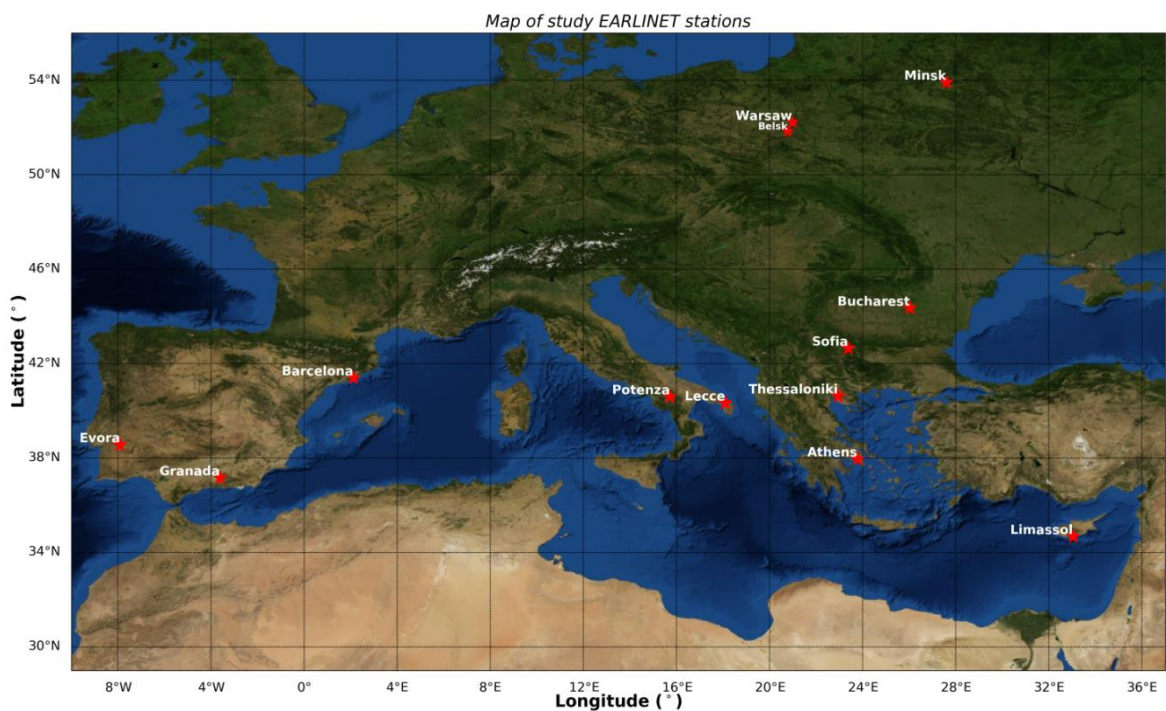 Map of study EARLINET stations
54°N
Minsk
Warsaw
Belsk
50°N
46°N
Bucharest
Sofia
42°N
Barcelona
Potenza
Lecce
Thessaloniki
Evora
Athens
38°N
Granada
Limassol
34°N
30°N
Latitude (°)
8°W 4°W 0° 4°E 8°E 12°E 16°E 20°E 24°E 28°E 32°E 36°E
Longitude (°)